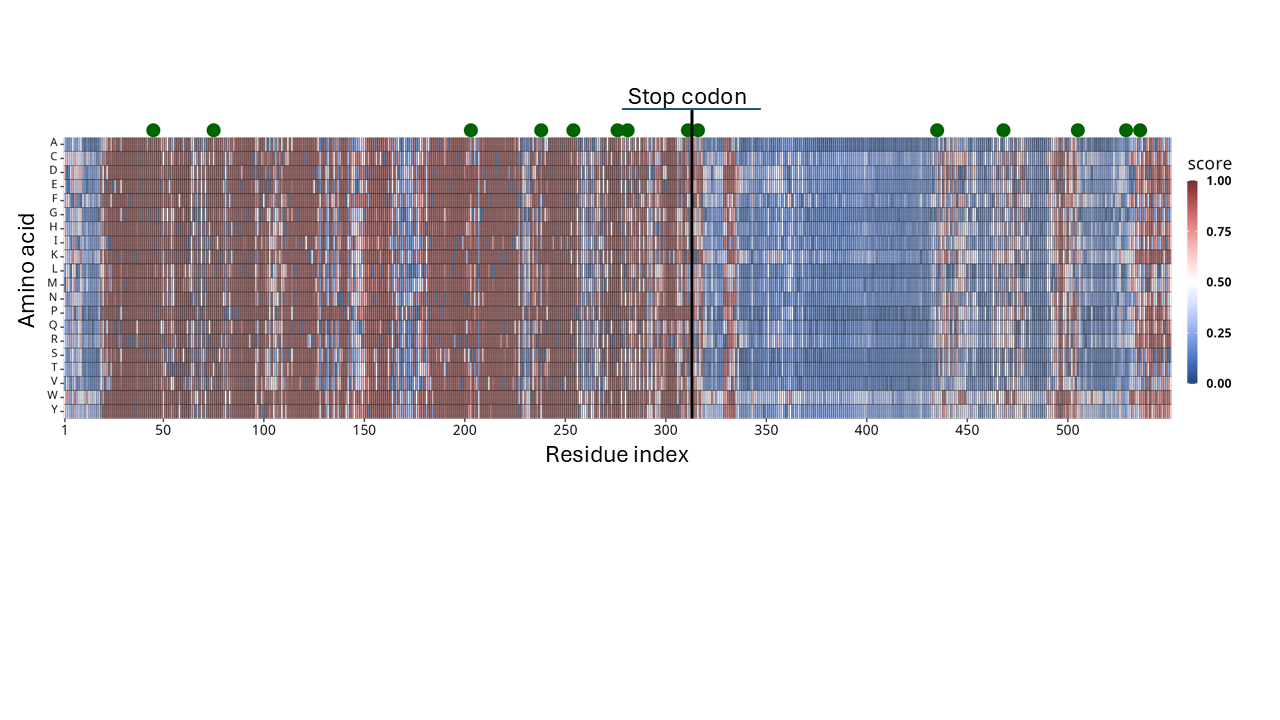 Stop codon
A
C
D
E
F
G
H
I
K
L
M
N
P
Q
R
S
T
V
W
Y
Amino acid
1 50 100 150 200 250 300 350 400 450 500
Residue index
score
1.00
0.75
0.50
0.25
0.00